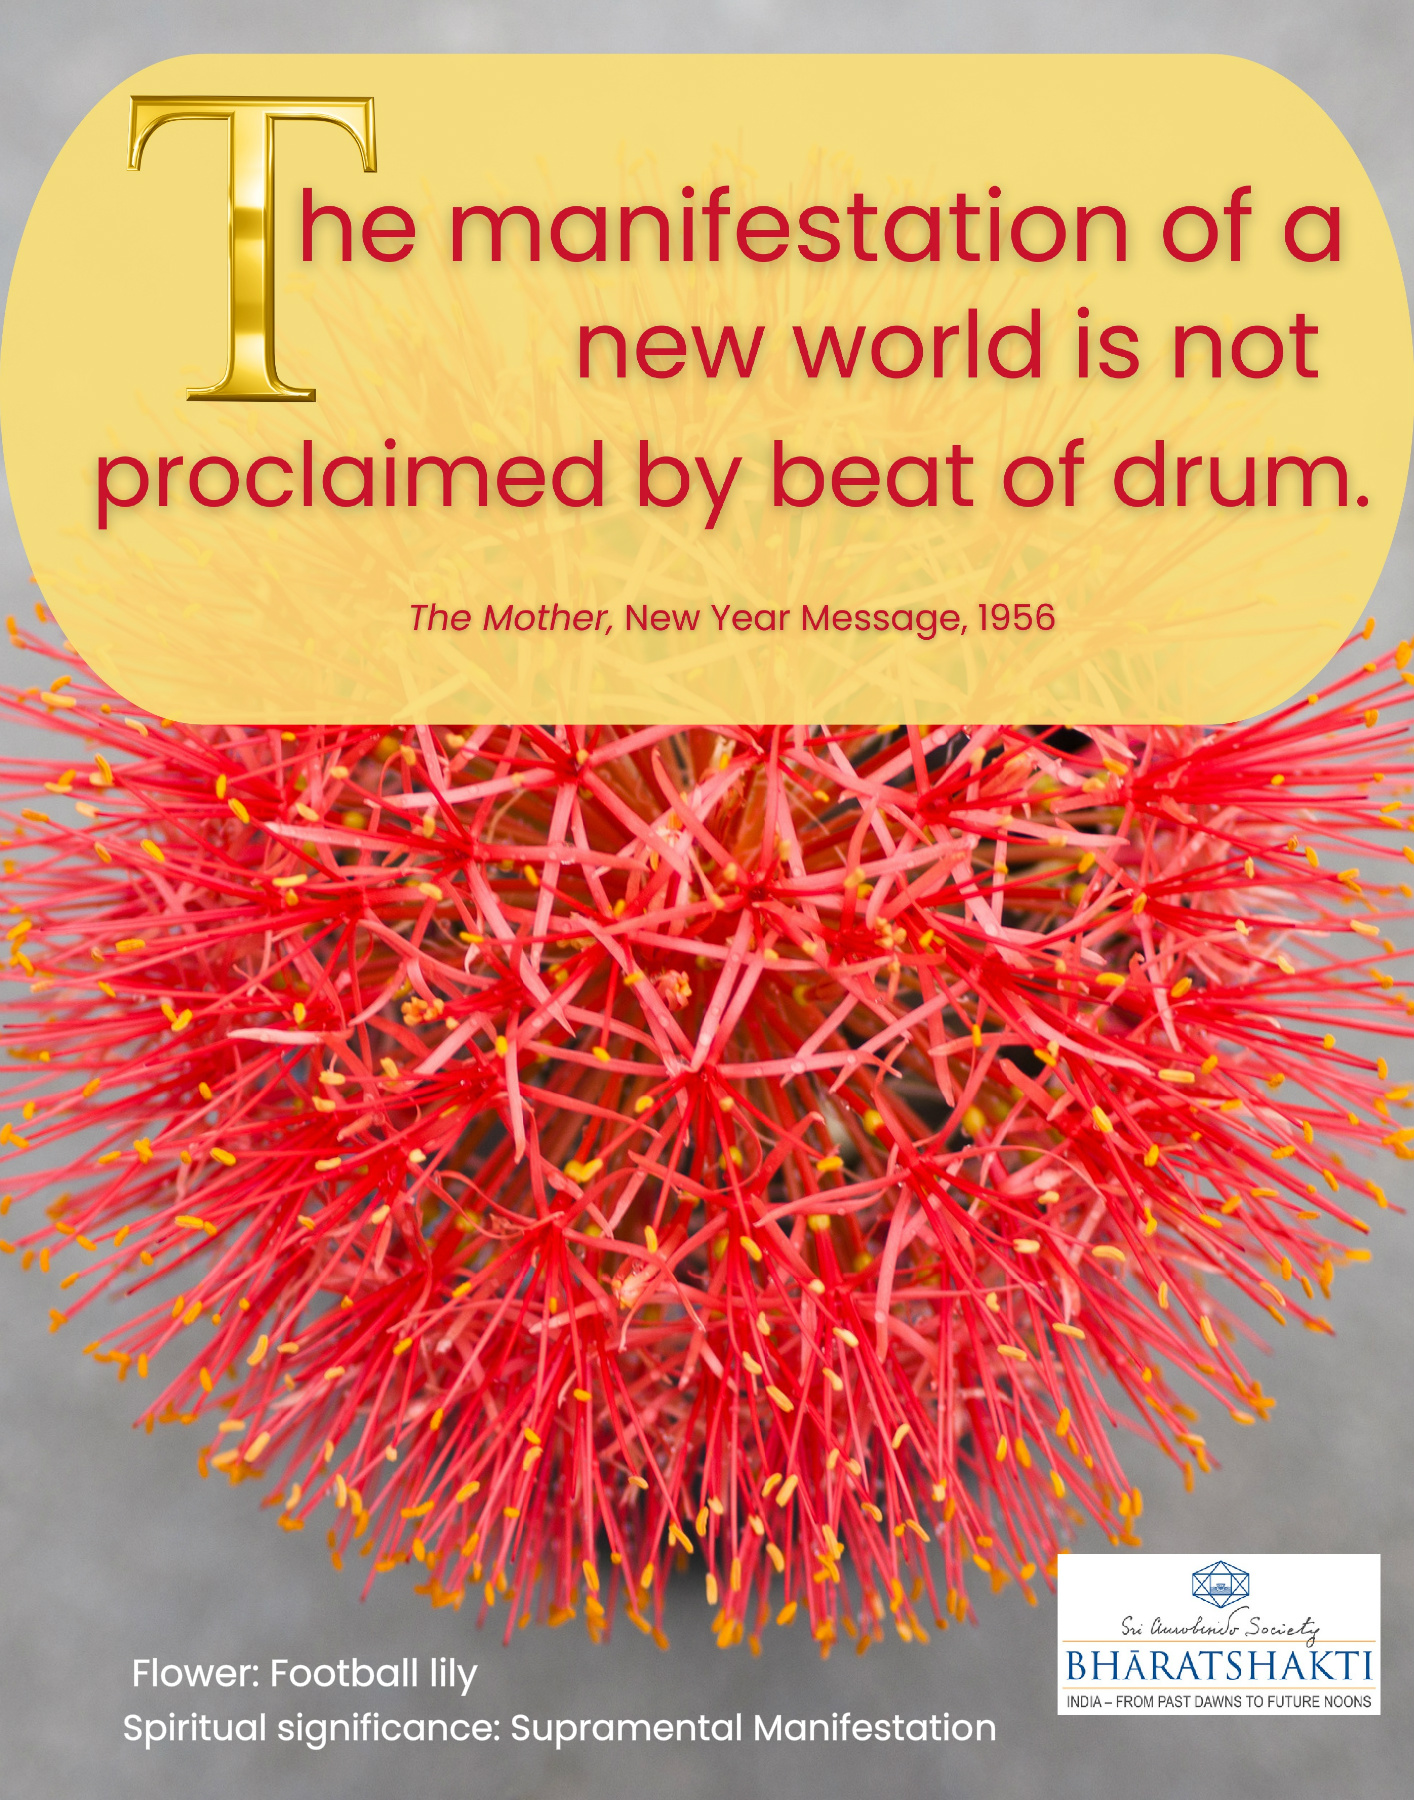 The manifestation of a
new world is not
proclaimed by beat of drum.
The Mother, New Year Message, 1956
Flower: Football lily
Spiritual significance: Supramental Manifestation
Sri Aurobindo Society
BHĀRATSHAKTI
INDIA – FROM PAST DAWNS TO FUTURE NOONS